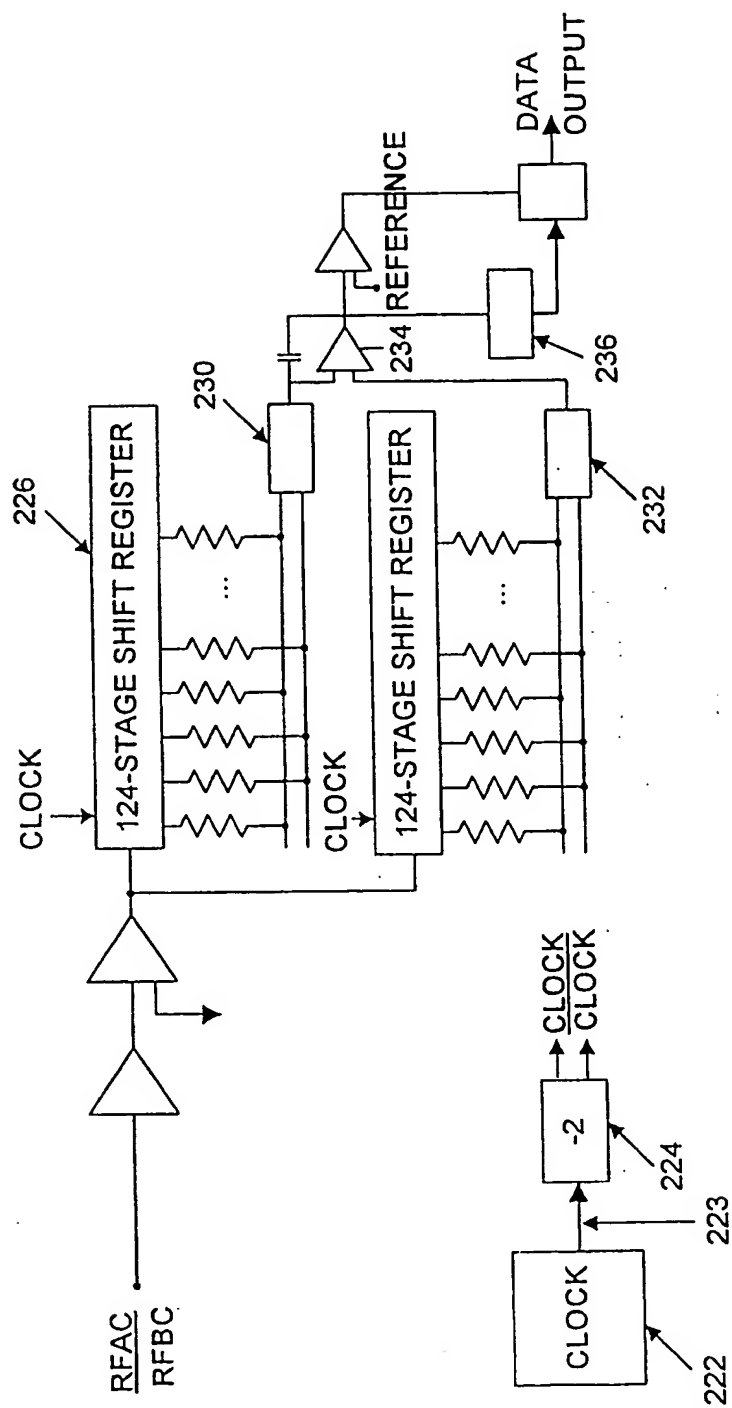 RFAC
RFBC
CLOCK
226
124-STAGE SHIFT REGISTER
...
230
CLOCK
124-STAGE SHIFT REGISTER
...
232
234
REFERENCE
236
DATA
OUTPUT
CLOCK
222
223
-2
224
CLOCK
CLOCK